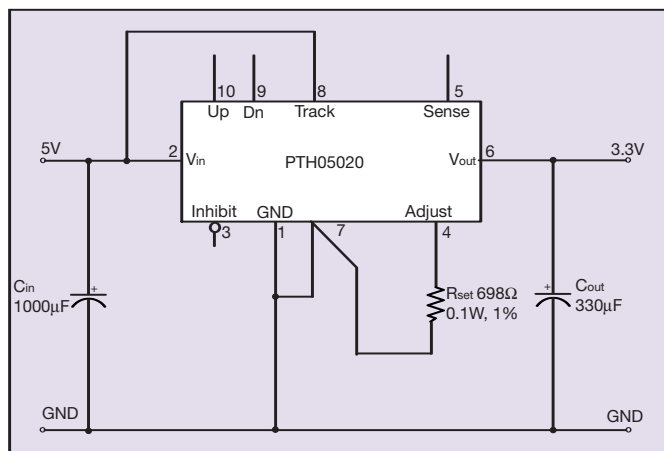 10 9 8 5
Up Dn Track Sense
5V 2 Vin PTH05020 Vout 6 3.3V
Inhibit GND Adjust
3 1 7 4
Cin + 1000µF
Rset 698Ω
0.1W, 1%
+ Cout
330µF
GND GND